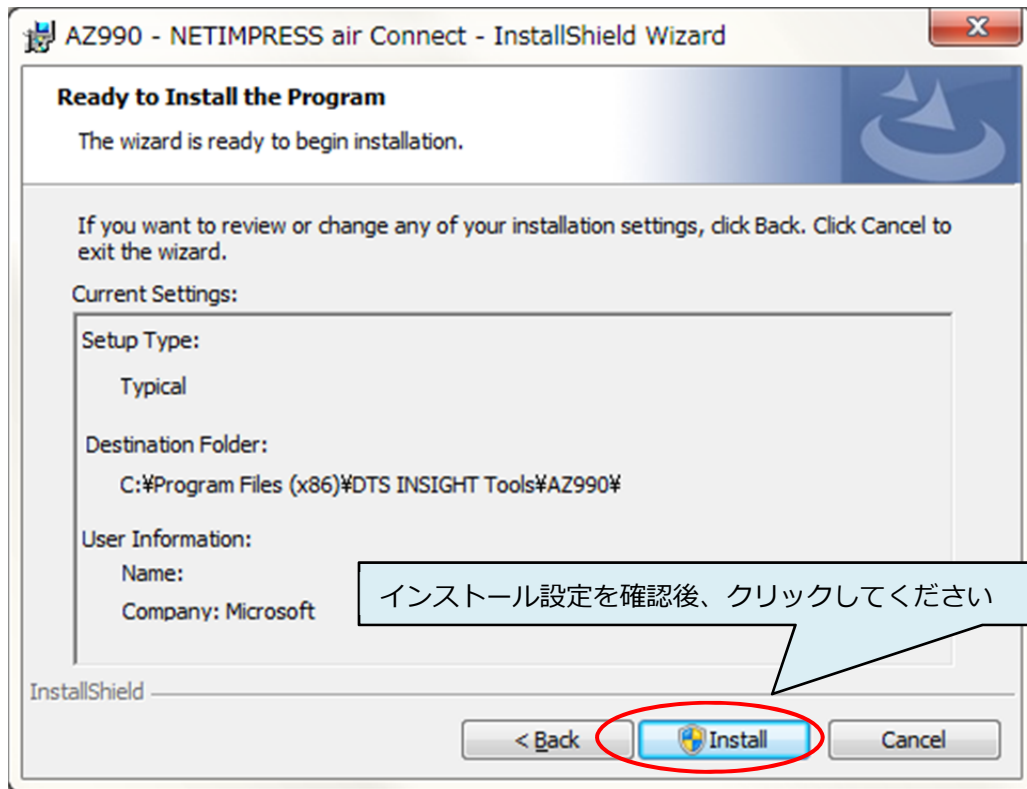 AZ990 - NETIMPRESS air Connect - InstallShield Wizard
Ready to Install the Program
The wizard is ready to begin installation.
If you want to review or change any of your installation settings, click Back. Click Cancel to
exit the wizard.
Current Settings:
Setup Type:
Typical
Destination Folder:
C:¥Program Files (x86)¥DTS INSIGHT Tools¥AZ990¥
User Information:
Name:
Company: Microsoft
インストール設定を確認後、クリックしてください
InstallShield
< Back
Install
Cancel